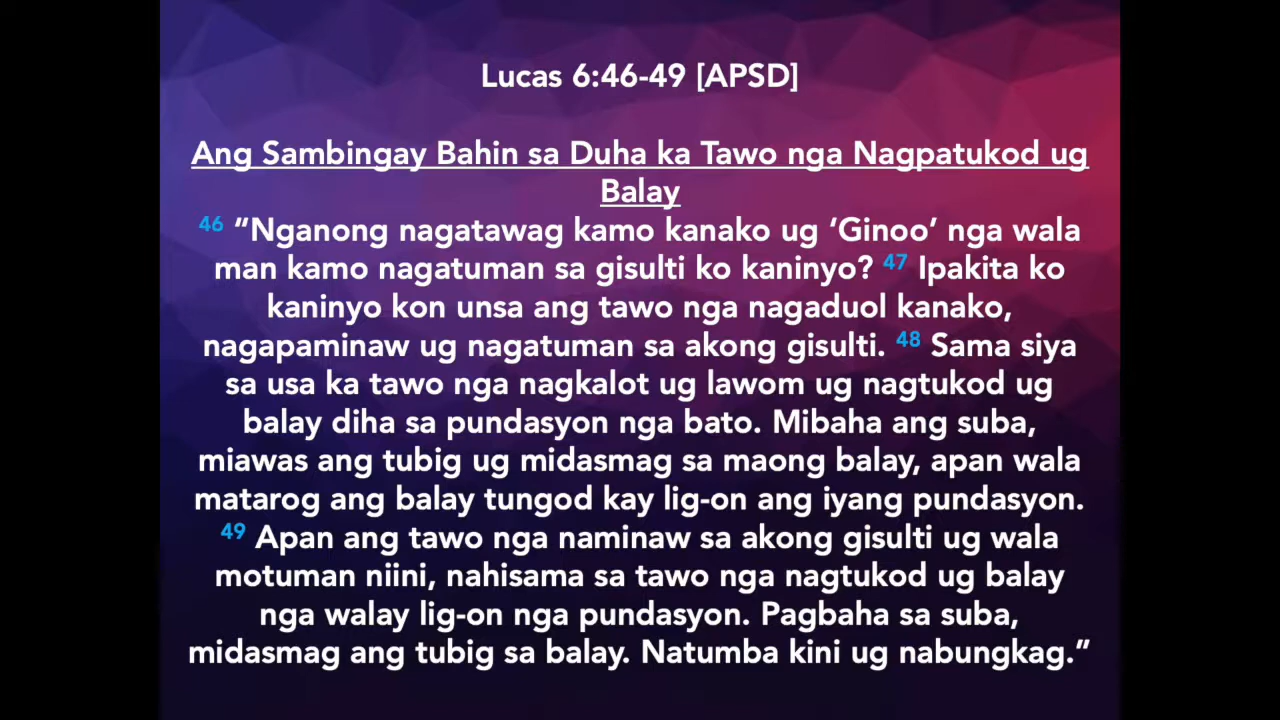 Lucas 6:46-49 [APSD]
Ang Sambingay Bahin sa Duha ka Tawo nga Nagpatukod ug
Balay
46 “Nganong nagatawag kamo kanako ug ‘Ginoo’ nga wala
man kamo nagatuman sa gisulti ko kaninyo? 47 Ipakita ko
kaninyo kon unsa ang tawo nga nagaduol kanako,
nagapaminaw ug nagatuman sa akong gisulti. 48 Sama siya
sa usa ka tawo nga nagkalot ug lawom ug nagtukod ug
balay diha sa pundasyon nga bato. Mibaha ang suba,
miawas ang tubig ug midasmag sa maong balay, apan wala
matarog ang balay tungod kay lig-on ang iyang pundasyon.
49 Apan ang tawo nga naminaw sa akong gisulti ug wala
motuman niini, nahisama sa tawo nga nagtukod ug balay
nga walay lig-on nga pundasyon. Pagbaha sa suba,
midasmag ang tubig sa balay. Natumba kini ug nabungkag.”